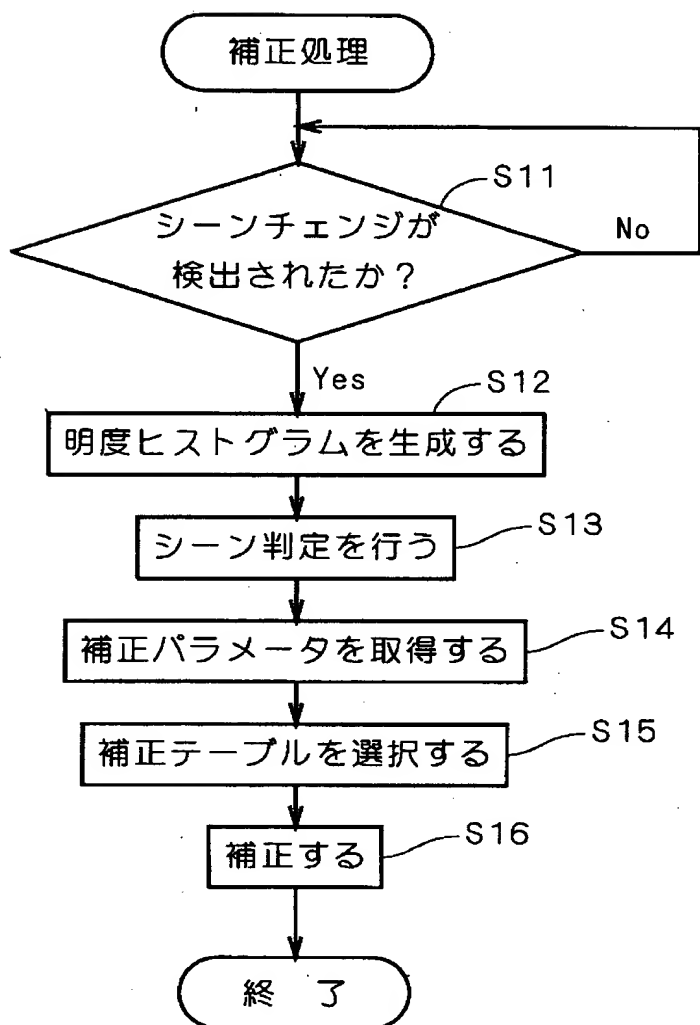 補正処理
S11
シーンチェンジが
検出されたか？
No
Yes
S12
明度ヒストグラムを生成する
S13
シーン判定を行う
S14
補正パラメータを取得する
S15
補正テーブルを選択する
S16
補正する
終 了